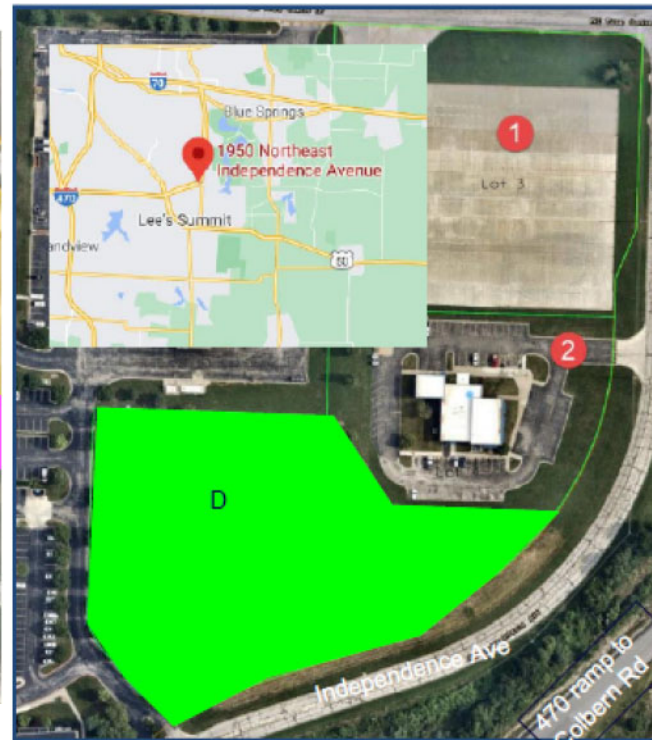 70
Blue Springs
1950 Northeast
Independence Avenue
470
Lee's Summit
andview
50
1
Lot 3
2
D
Independence Ave
470 ramp to
Colbern Rd